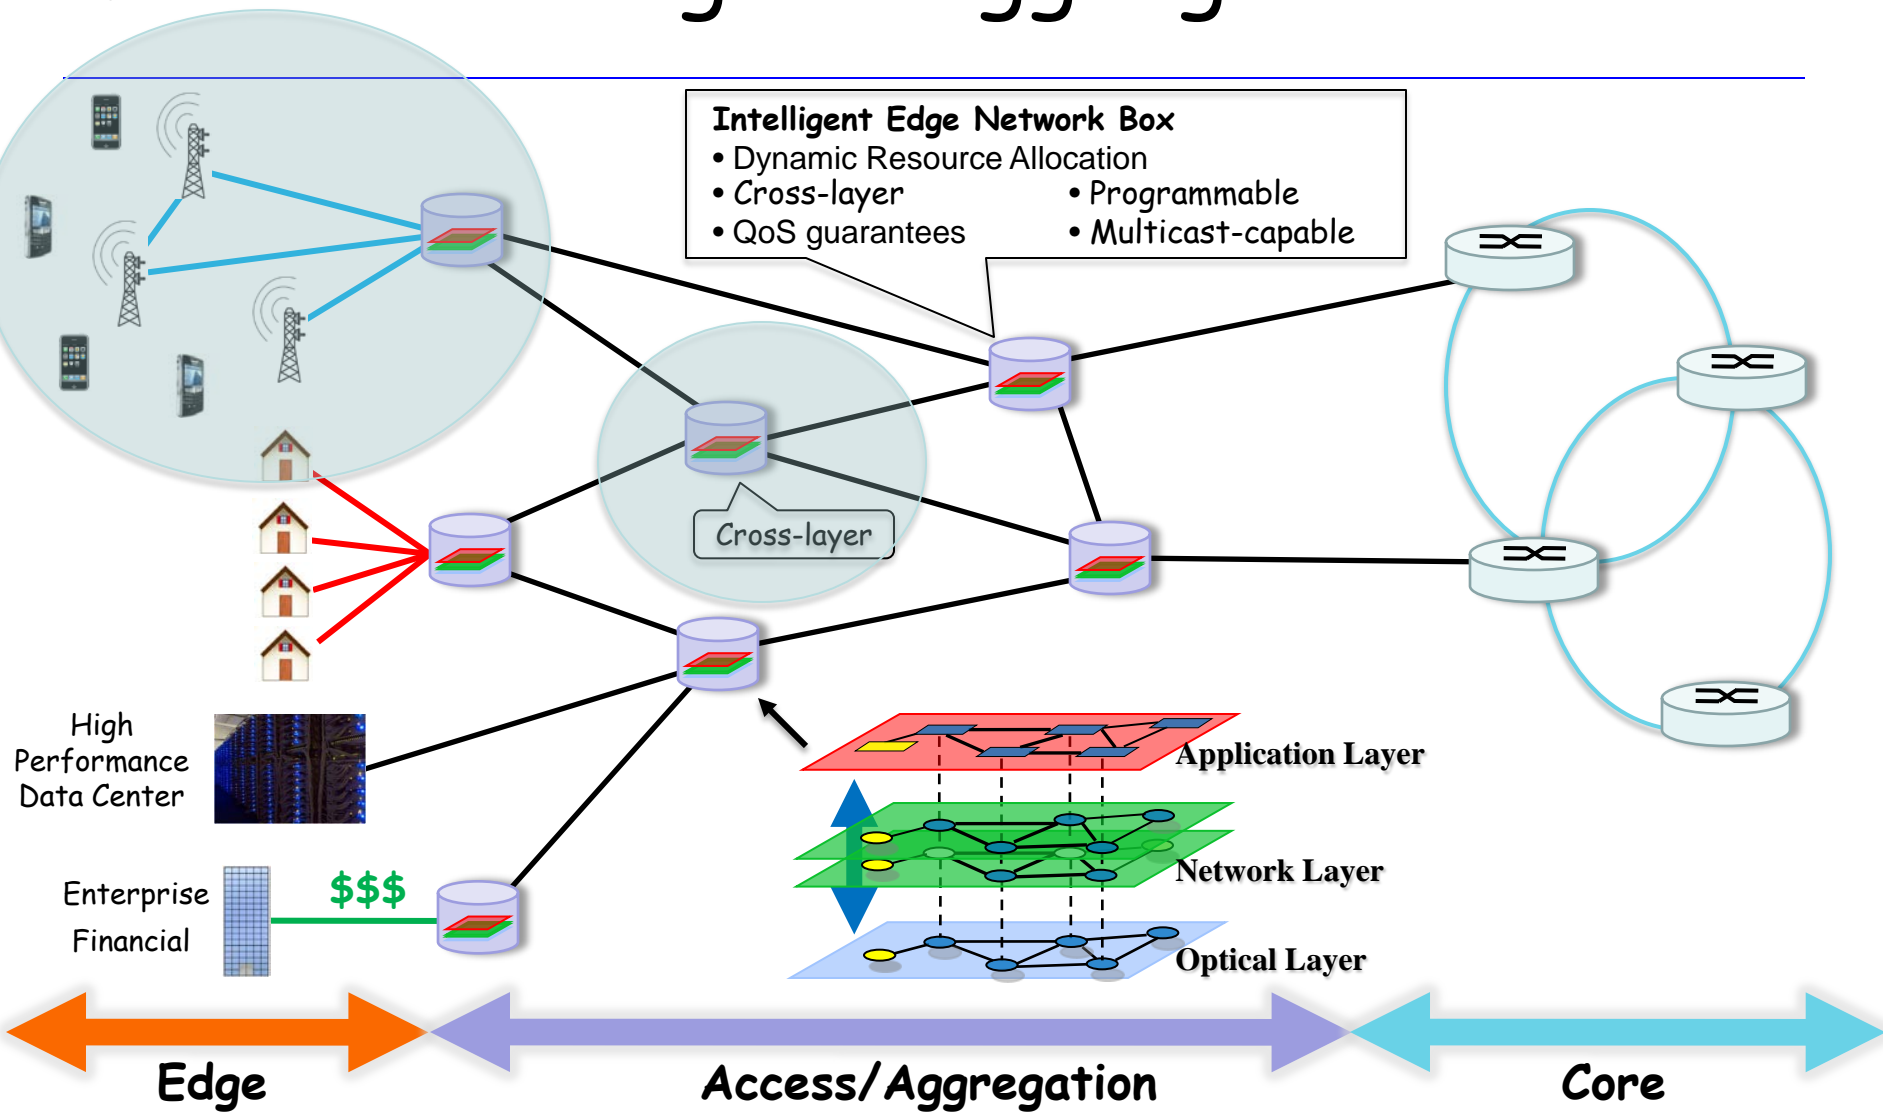 Intelligent Edge Network Box
• Dynamic Resource Allocation
• Cross-layer • Programmable
• QoS guarantees • Multicast-capable
Cross-layer
High
Performance
Data Center
Enterprise
Financial
$$$
Application Layer
Network Layer
Optical Layer
Edge
Access/Aggregation
Core